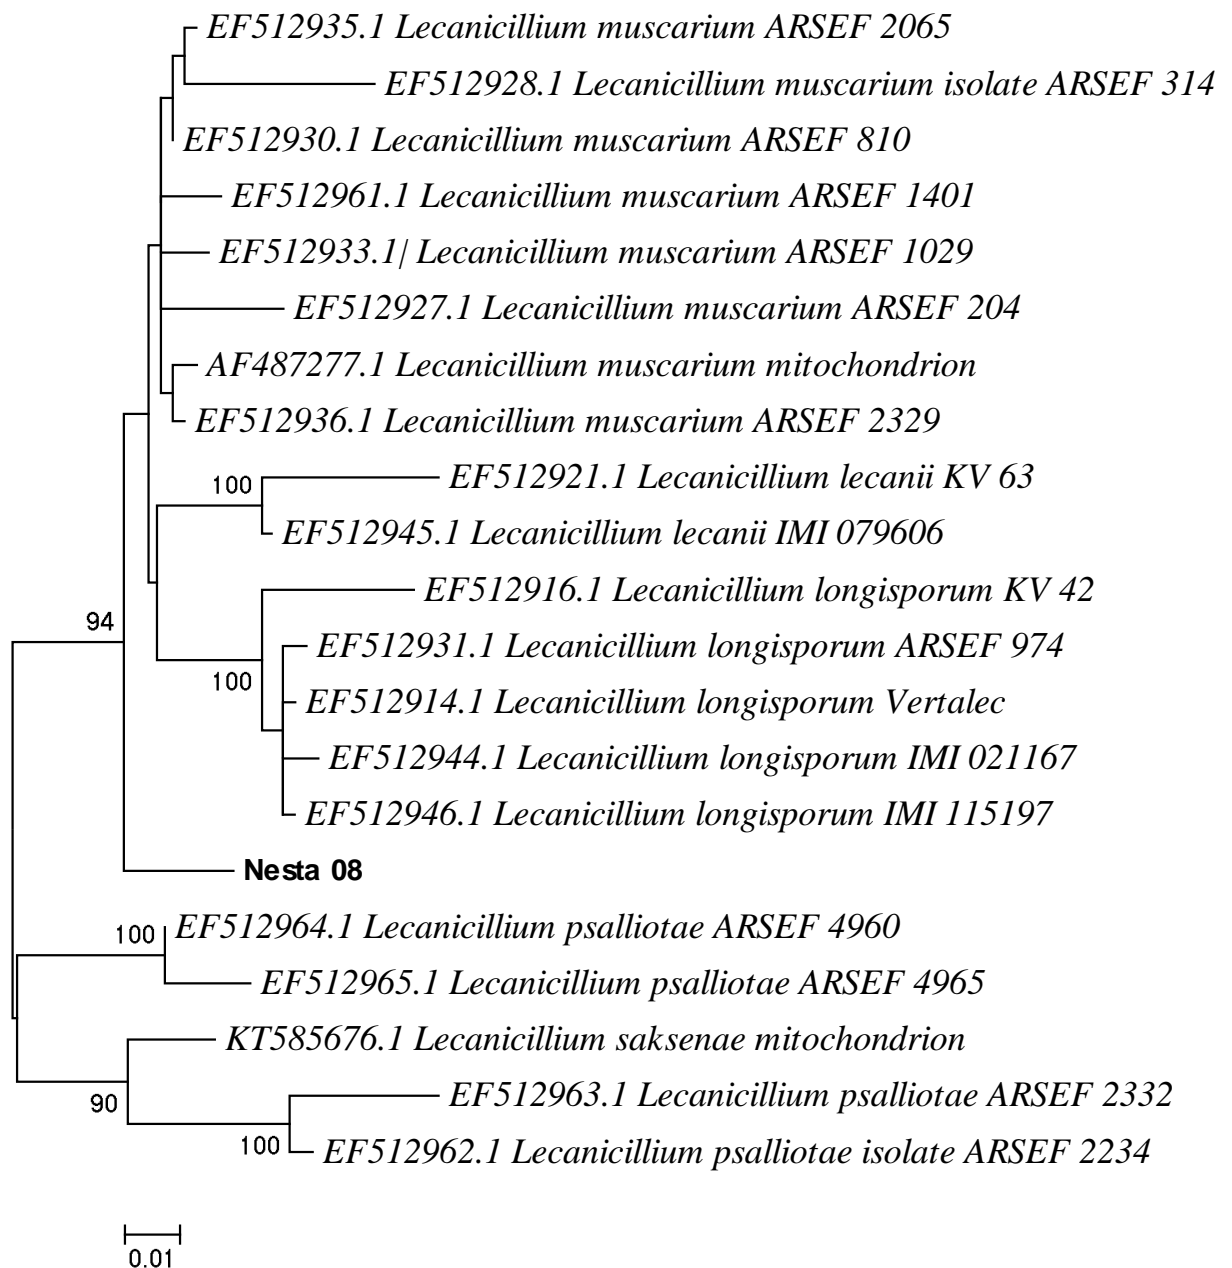 EF512935.1 Lecanicillium muscarium ARSEF 2065
EF512928.1 Lecanicillium muscarium isolate ARSEF 314
EF512930.1 Lecanicillium muscarium ARSEF 810
EF512961.1 Lecanicillium muscarium ARSEF 1401
EF512933.1/ Lecanicillium muscarium ARSEF 1029
EF512927.1 Lecanicillium muscarium ARSEF 204
AF487277.1 Lecanicillium muscarium mitochondrion
EF512936.1 Lecanicillium muscarium ARSEF 2329
100
EF512921.1 Lecanicillium lecanii KV 63
EF512945.1 Lecanicillium lecanii IMI 079606
EF512916.1 Lecanicillium longisporum KV 42
94
EF512931.1 Lecanicillium longisporum ARSEF 974
100
EF512914.1 Lecanicillium longisporum Vertalec
EF512944.1 Lecanicillium longisporum IMI 021167
EF512946.1 Lecanicillium longisporum IMI 115197
Nesta 08
100
EF512964.1 Lecanicillium psalliotae ARSEF 4960
EF512965.1 Lecanicillium psalliotae ARSEF 4965
KT585676.1 Lecanicillium saksenae mitochondrion
90
EF512963.1 Lecanicillium psalliotae ARSEF 2332
100
EF512962.1 Lecanicillium psalliotae isolate ARSEF 2234
0.01